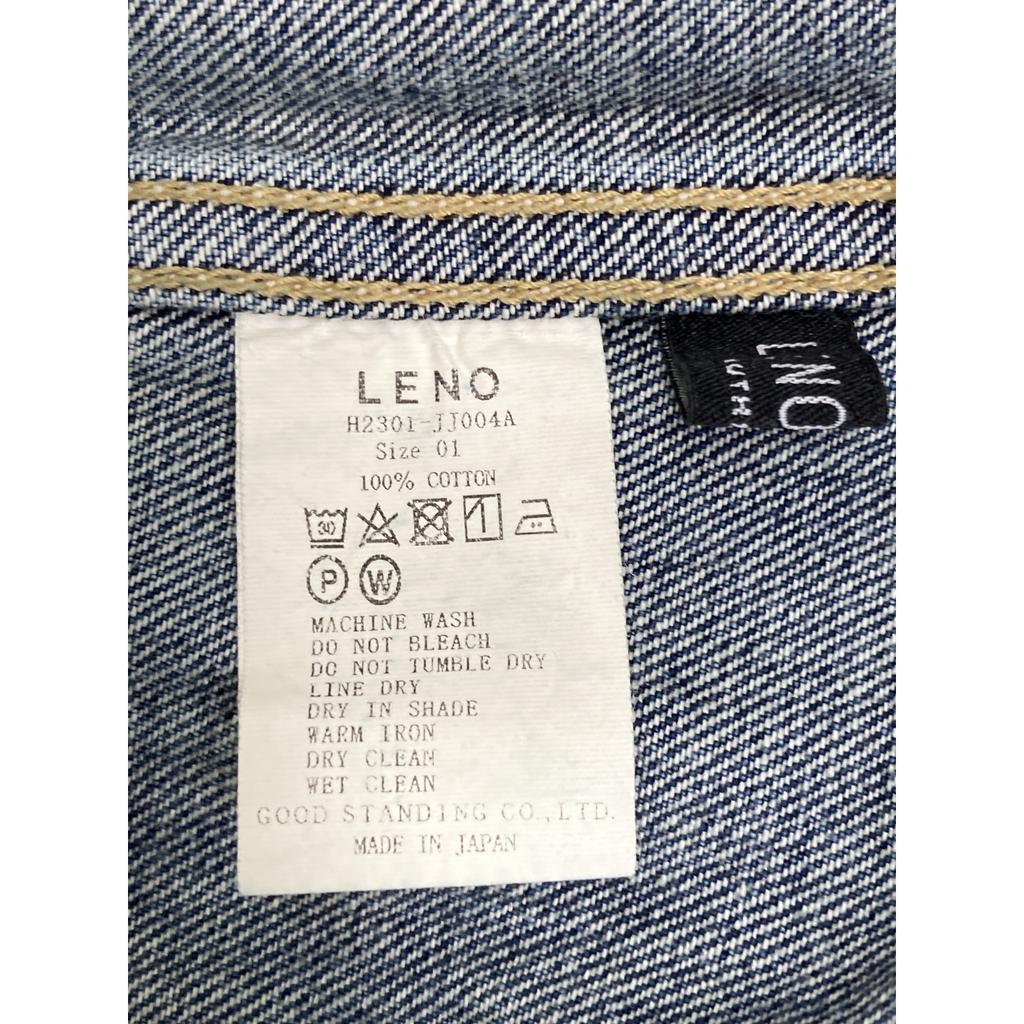 LENO
H2301-JJ004A
Size 01
100% COTTON
30
P W
MACHINE WASH
DO NOT BLEACH
DO NOT TUMBLE DRY
LINE DRY
DRY IN SHADE
WARM IRON
DRY CLEAN
WET CLEAN
GOOD STANDING CO.,LTD.
MADE IN JAPAN